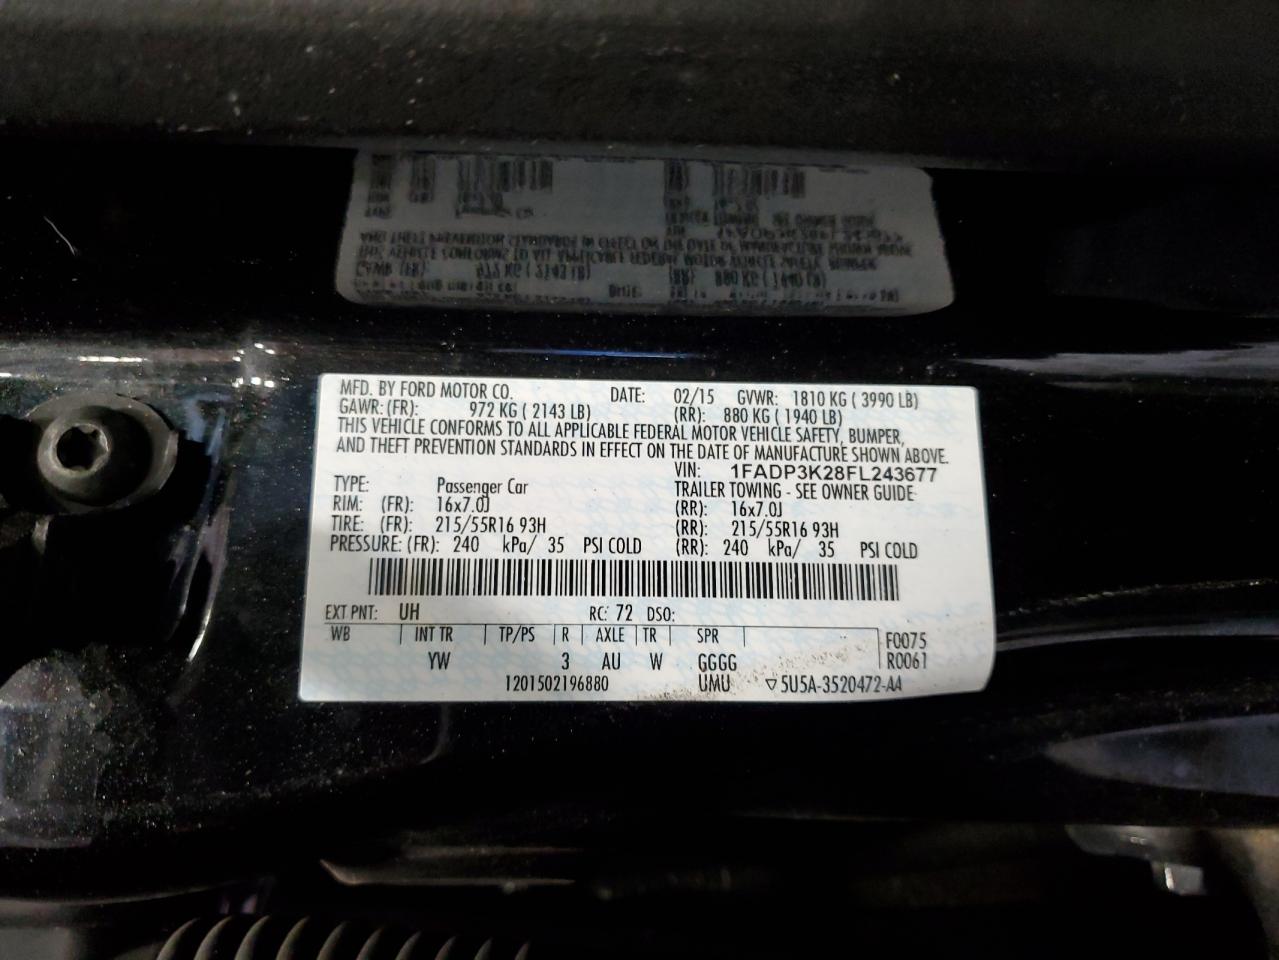 MFD. BY FORD MOTOR CO. DATE: 02/15 GVWR: 1810 KG ( 3990 LB)
GAWR: (FR): 972 KG ( 2143 LB) (RR): 880 KG ( 1940 LB)
THIS VEHICLE CONFORMS TO ALL APPLICABLE FEDERAL MOTOR VEHICLE SAFETY, BUMPER,
AND THEFT PREVENTION STANDARDS IN EFFECT ON THE DATE OF MANUFACTURE SHOWN ABOVE.
VIN: 1FADP3K28FL243677
TYPE: Passenger Car TRAILER TOWING - SEE OWNER GUIDE
RIM: (FR): 16x7.0J (RR): 16x7.0J
TIRE: (FR): 215/55R16 93H (RR): 215/55R16 93H
PRESSURE: (FR): 240 kPa/ 35 PSI COLD (RR): 240 kPa/ 35 PSI COLD
EXT PNT: UH RC: 72 DSO:
WB INT TR TP/PS R AXLE TR SPR F0075
YW 3 AU W GGGG R0061
1201502196880 UMU ▽5U5A-3520472-AA